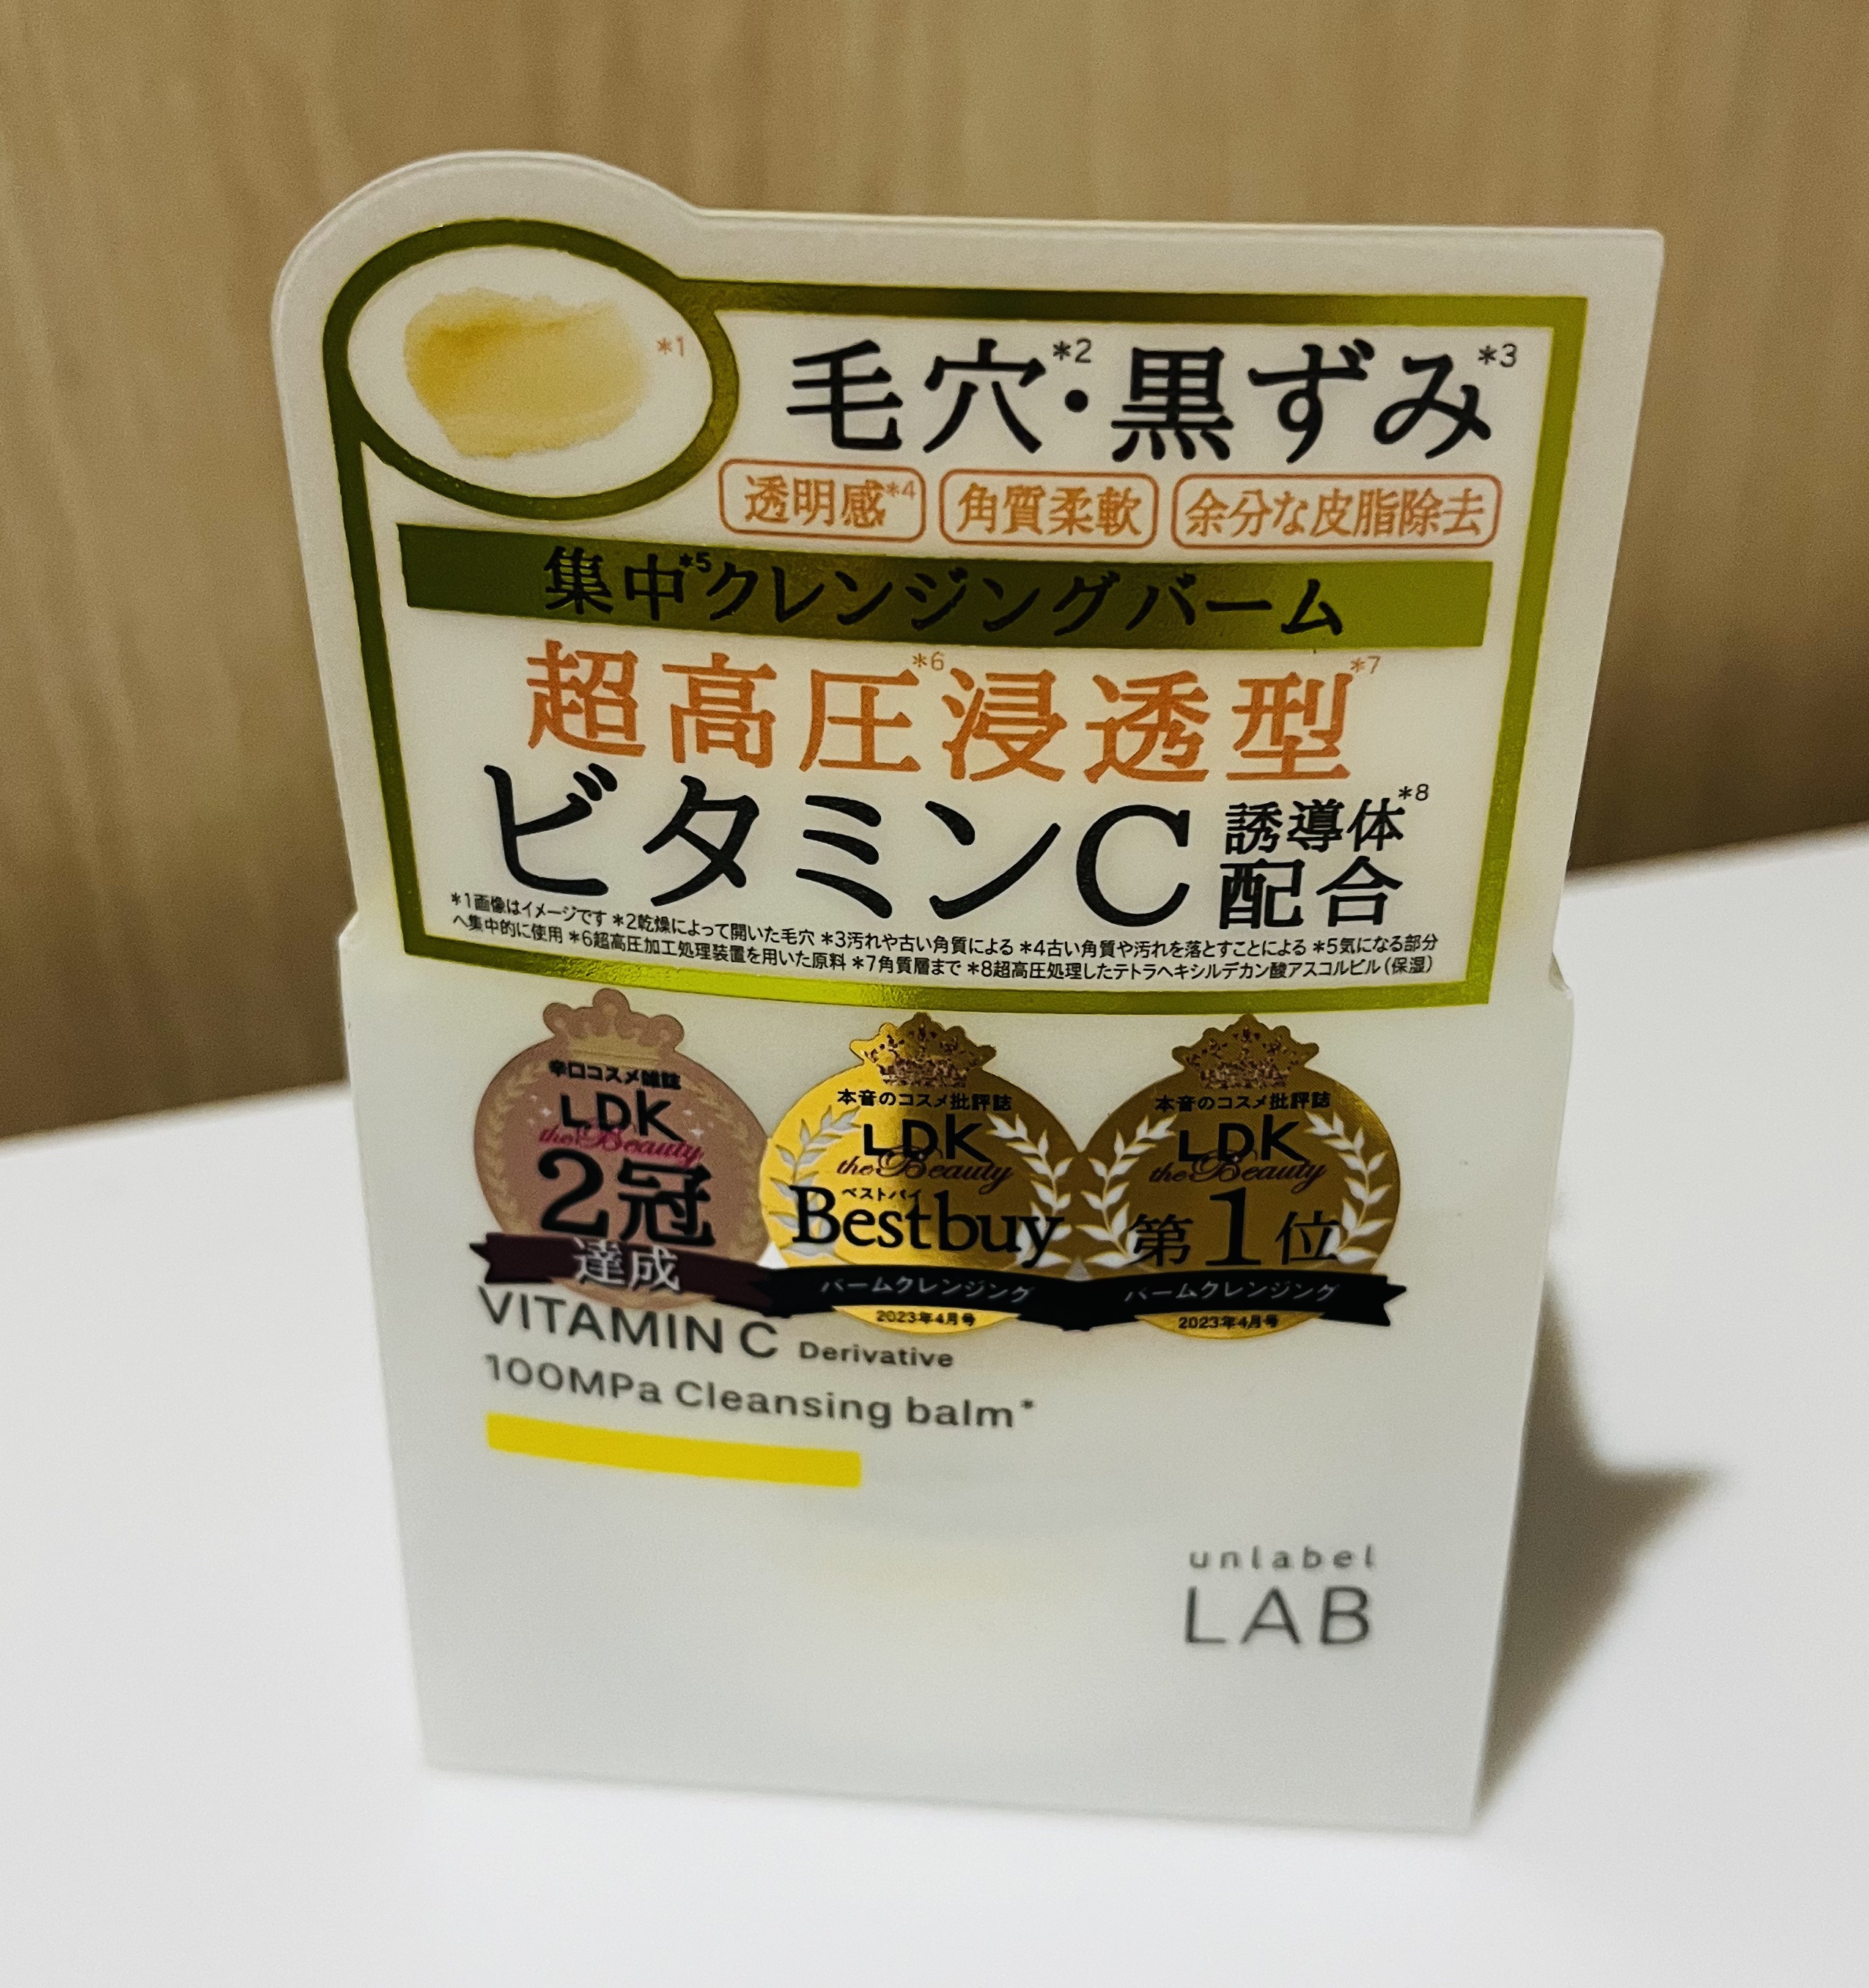 *1
毛穴*2・黒ずみ*3
透明感*4 角質柔軟 余分な皮脂除去
集中*5クレンジングバーム
超高圧*6浸透型*7
ビタミンC誘導体*8配合
*1画像はイメージです *2乾燥によって開いた毛穴 *3汚れや古い角質による *4古い角質や汚れを落とすことによる *5気になる部分
へ集中的に使用 *6超高圧加工処理装置を用いた原料 *7角質層まで *8超高圧処理したテトラヘキシルデカン酸アスコルビル(保湿)
辛口コスメ雑誌
LDK
the Beauty
2冠
達成
本音のコスメ批評誌
LDK
the Beauty
ベストバイ
Bestbuy
バームクレンジング
2023年4月号
本音のコスメ批評誌
LDK
the Beauty
第1位
バームクレンジング
2023年4月号
VITAMIN C Derivative
100MPa Cleansing balm*
unlabel
LAB